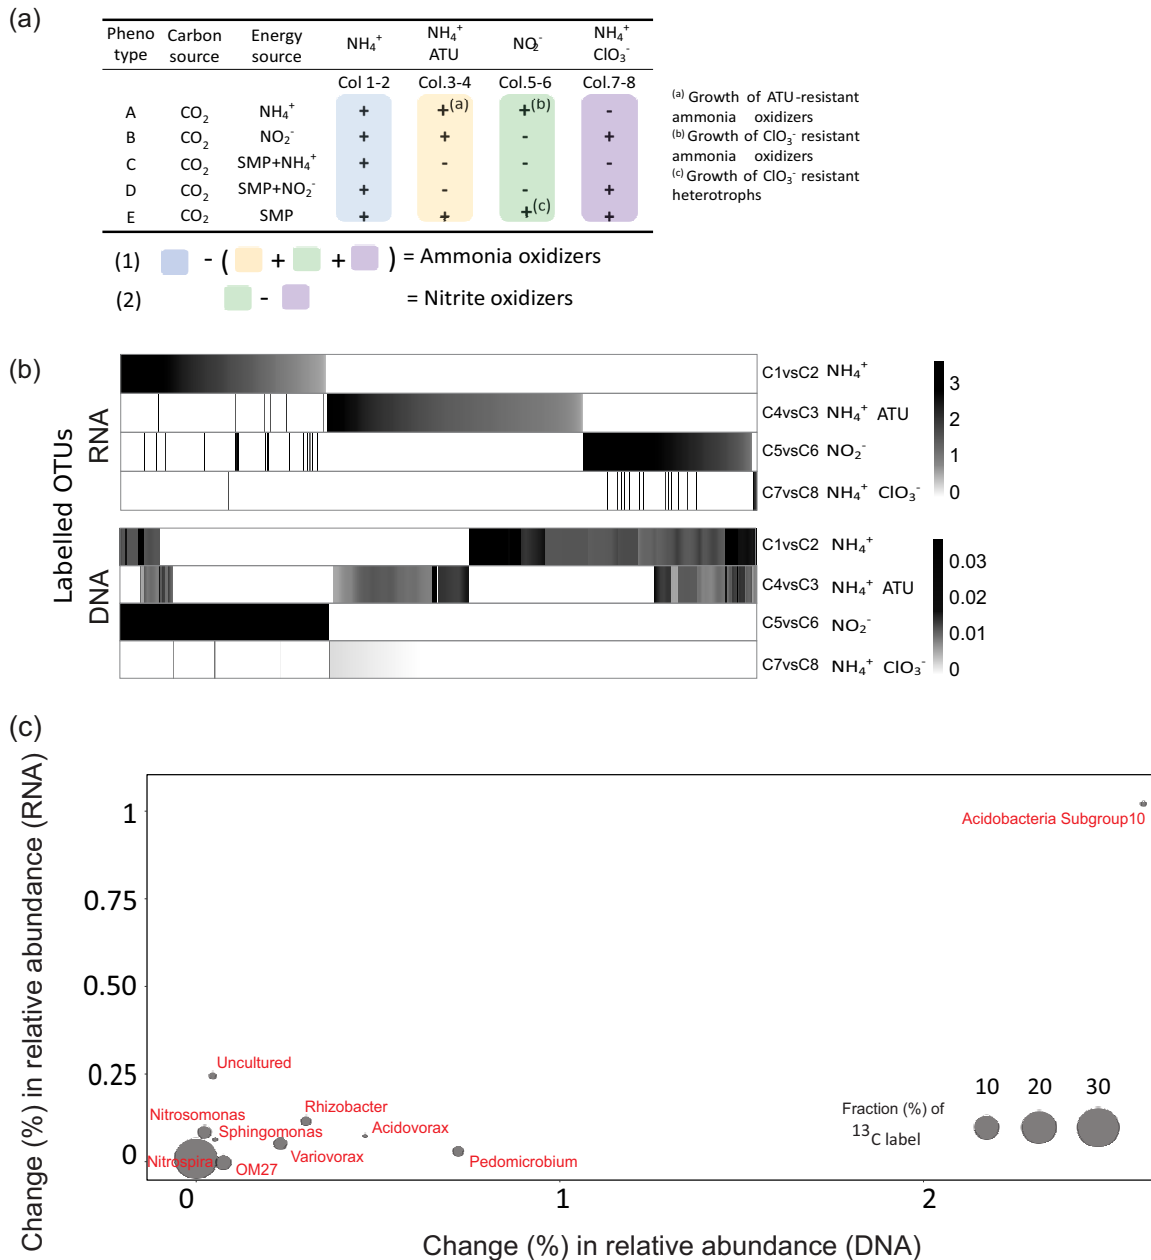 (a)
Pheno type Carbon source Energy source NH₄⁺ NH₄⁺ ATU NO₂⁻ NH₄⁺ ClO₃⁻
Col 1-2 Col.3-4 Col.5-6 Col.7-8
A CO₂ NH₄⁺ + +(a) +(b) -
B CO₂ NO₂⁻ + + - +
C CO₂ SMP+NH₄⁺ + - - -
D CO₂ SMP+NO₂⁻ + - - +
E CO₂ SMP + + +(c) +
(a) Growth of ATU-resistant
ammonia oxidizers
(b) Growth of ClO₃⁻ resistant
ammonia oxidizers
(c) Growth of ClO₃⁻ resistant
heterotrophs
(1) - ( + + ) = Ammonia oxidizers
(2) - = Nitrite oxidizers
(b)
Labelled OTUs
RNA
C1vsC2 NH₄⁺
C4vsC3 NH₄⁺ ATU
C5vsC6 NO₂⁻
C7vsC8 NH₄⁺ ClO₃⁻
3
2
1
0
DNA
C1vsC2 NH₄⁺
C4vsC3 NH₄⁺ ATU
C5vsC6 NO₂⁻
C7vsC8 NH₄⁺ ClO₃⁻
0.03
0.02
0.01
0
(c)
Change (%) in relative abundance (RNA)
1
0.75
0.50
0.25
0
Acidobacteria Subgroup10
Uncultured
Nitrosomonas
Rhizobacter
Sphingomonas
Acidovorax
Variovorax
Nitrospira
OM27
Pedomicrobium
Fraction (%) of
¹³C label
10 20 30
0 1 2
Change (%) in relative abundance (DNA)